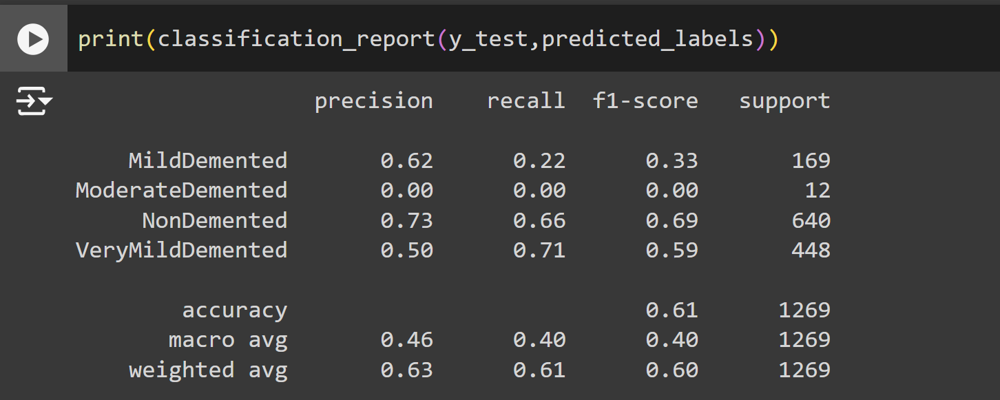 print(classification_report(y_test,predicted_labels))
precision recall f1-score support
MildDemented 0.62 0.22 0.33 169
ModerateDemented 0.00 0.00 0.00 12
NonDemented 0.73 0.66 0.69 640
VeryMildDemented 0.50 0.71 0.59 448
accuracy 0.61 1269
macro avg 0.46 0.40 0.40 1269
weighted avg 0.63 0.61 0.60 1269